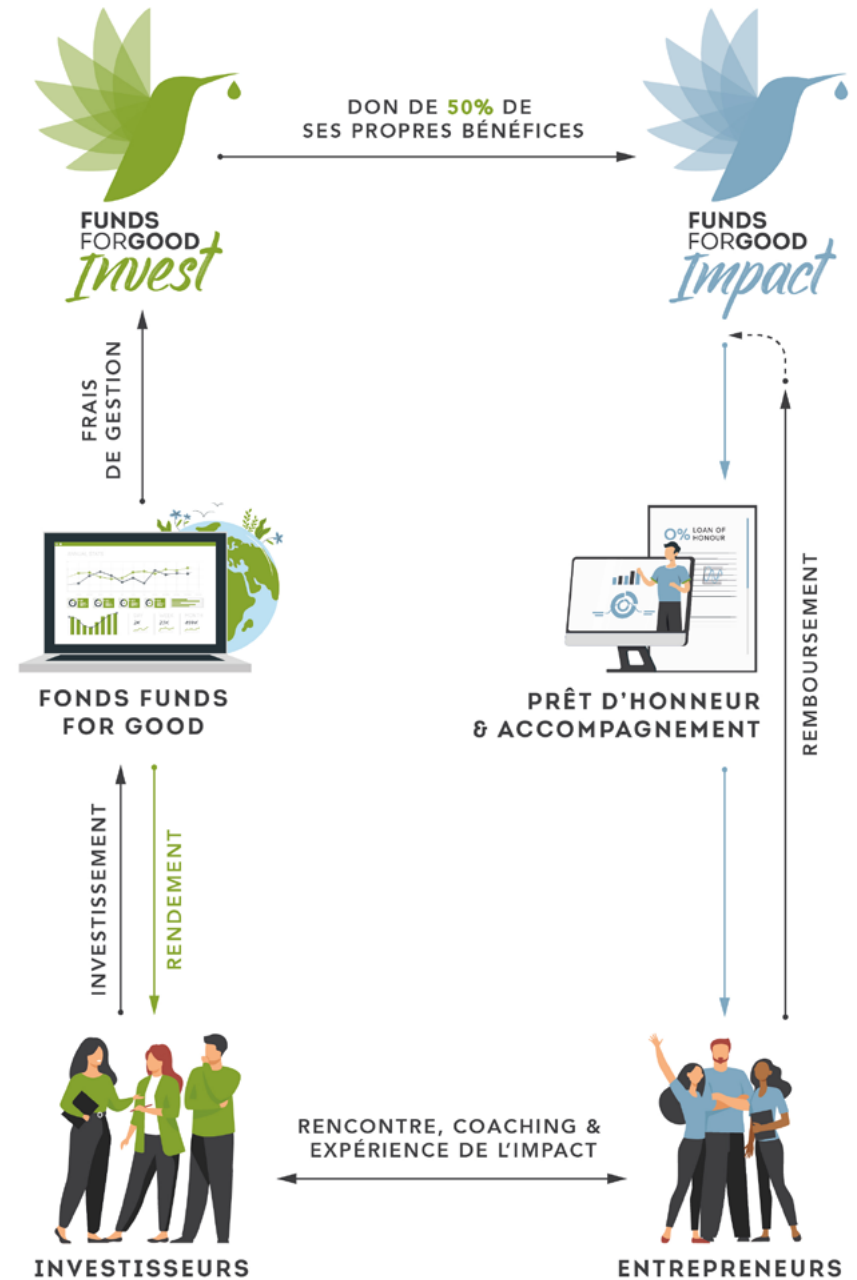 DON DE 50% DE
SES PROPRES BÉNÉFICES
FUNDS
FORGOOD
Invest
FUNDS
FORGOOD
Impact
FRAIS
DE GESTION
0% LOAN OF
HONOUR
FONDS FUNDS
FOR GOOD
PRÊT D'HONNEUR
& ACCOMPAGNEMENT
REMBOURSEMENT
INVESTISSEMENT
RENDEMENT
RENCONTRE, COACHING &
EXPÉRIENCE DE L'IMPACT
INVESTISSEURS
ENTREPRENEURS